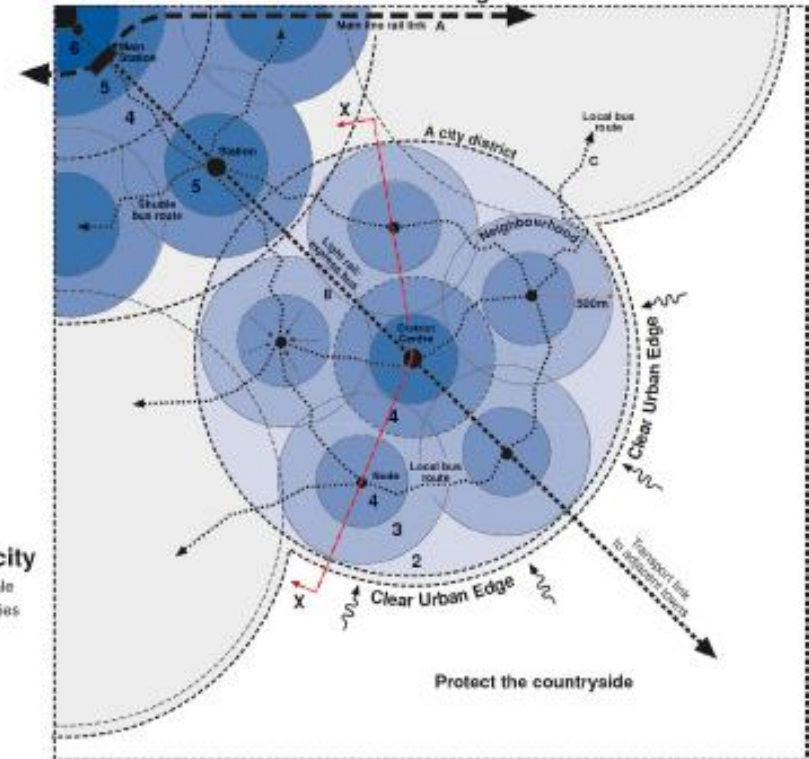 Main line rail link A
6
Main
Station
5
4
X
A city district
Local bus
route
C
Station
5
Shuttle
bus route
Neighbourhood
Light rail:
express link
B
500m
District
Centre
Clear Urban Edge
4
Node
4
Local bus
route
3
2
city
Transport link
to adjacent towns
X
Clear Urban Edge
Protect the countryside